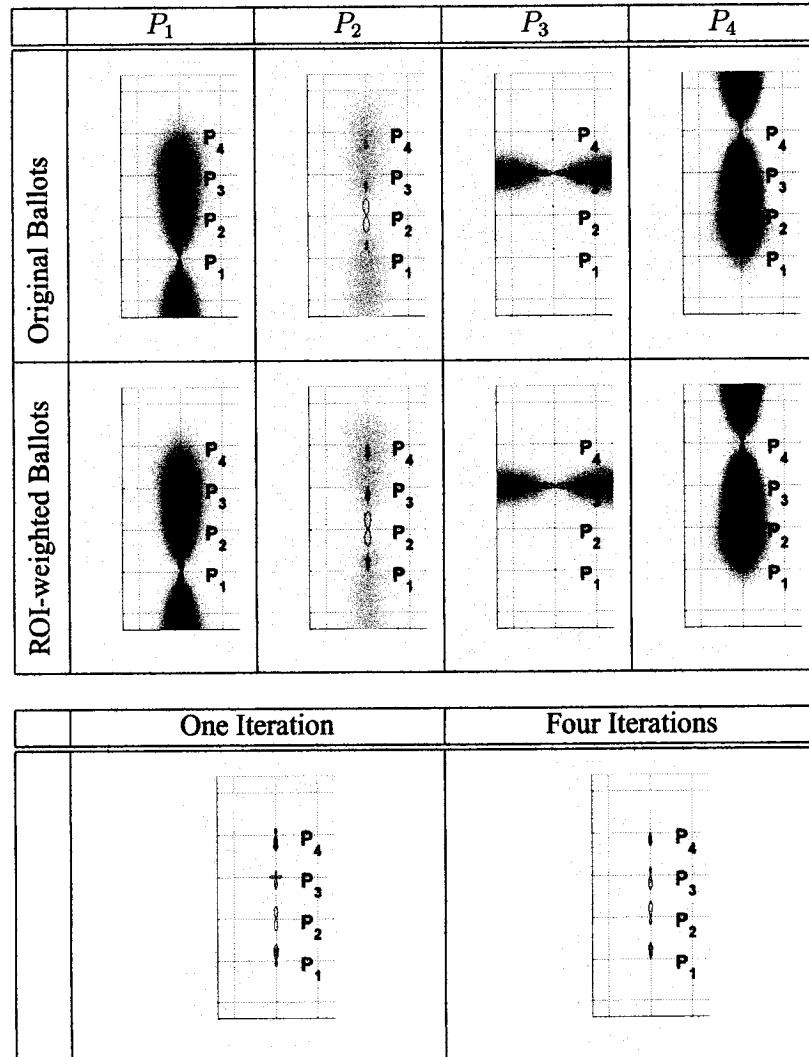 P₁ P₂ P₃ P₄
Original Ballots
P₄ P₄ P₄ P₄
P₃ P₃ P₃
P₂ P₂ P₂ P₂
P₁ P₁ P₁ P₁
ROI-weighted Ballots
P₄ P₄ P₄ P₄
P₃ P₃ P₃
P₂ P₂ P₂ P₂
P₁ P₁ P₁ P₁
One Iteration Four Iterations
P₄ P₄
P₃ P₃
P₂ P₂
P₁ P₁